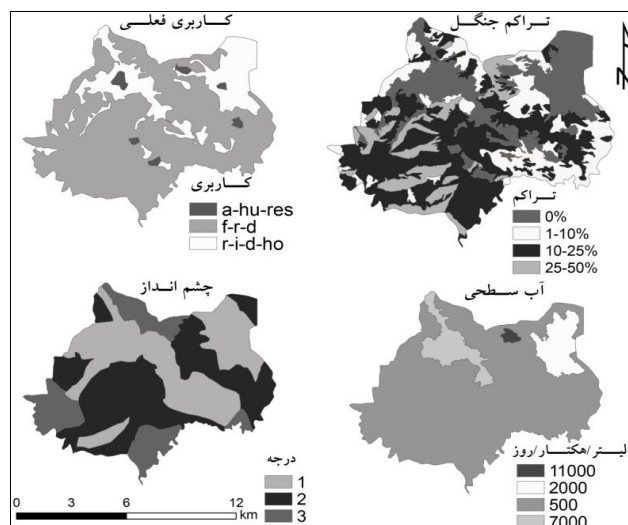 کاربری فعلی
کاربری
a-hu-res
f-r-d
r-i-d-ho
تراکم جنگل
تراکم
0%
1-10%
10-25%
25-50%
چشم انداز
درجه
1
2
3
0 3 6 12
km
آب سطحی
لیتر/هکتار/روز
11000
2000
500
7000